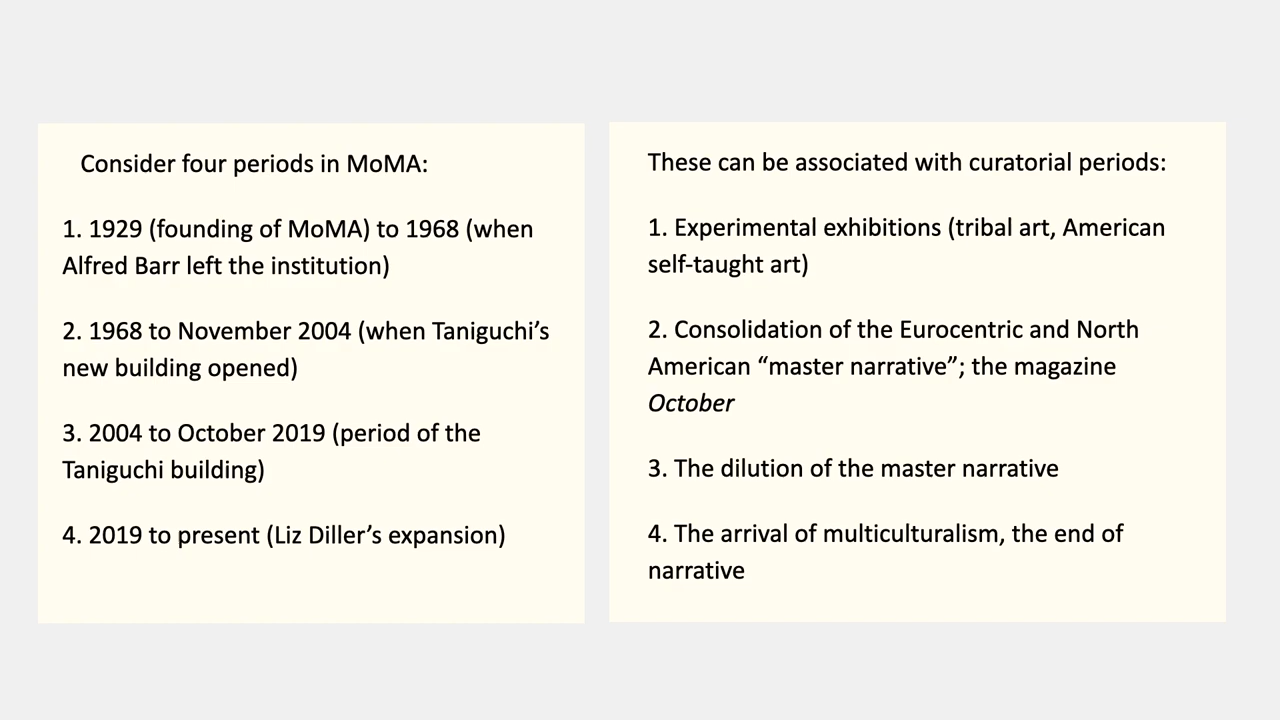 Consider four periods in MoMA:
1. 1929 (founding of MoMA) to 1968 (when
Alfred Barr left the institution)
2. 1968 to November 2004 (when Taniguchi’s
new building opened)
3. 2004 to October 2019 (period of the
Taniguchi building)
4. 2019 to present (Liz Diller’s expansion)
These can be associated with curatorial periods:
1. Experimental exhibitions (tribal art, American
self-taught art)
2. Consolidation of the Eurocentric and North
American “master narrative”; the magazine
October
3. The dilution of the master narrative
4. The arrival of multiculturalism, the end of
narrative